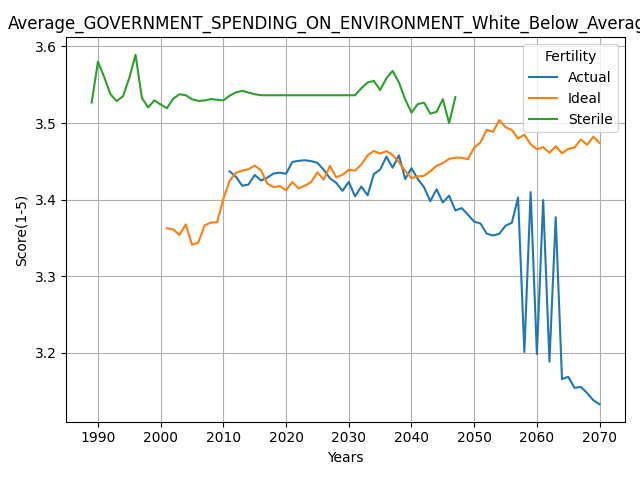 Average_GOVERNMENT_SPENDING_ON_ENVIRONMENT_White_Below_Averag
Fertility
Actual
Ideal
Sterile
3.6
3.5
3.4
3.3
3.2
Score(1-5)
1990 2000 2010 2020 2030 2040 2050 2060 2070
Years